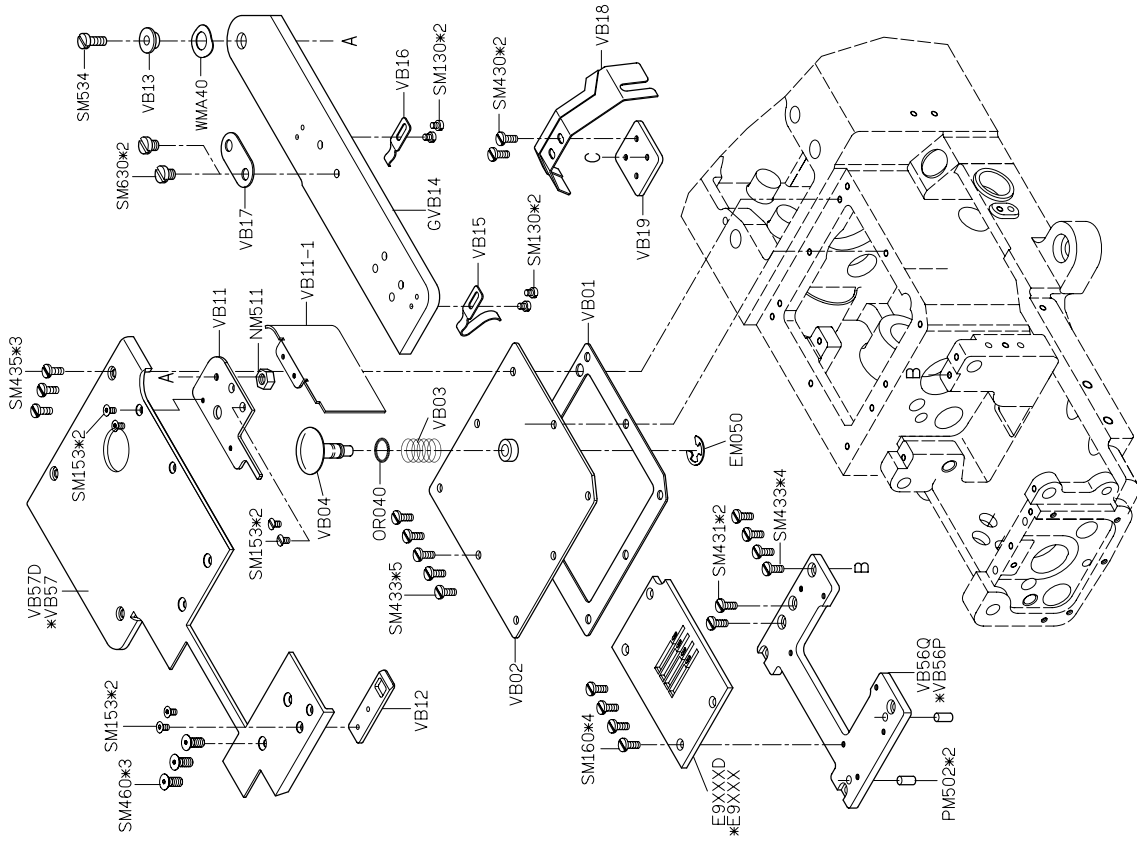 SM534
VB13
WMA40
A
SM630*2
VB17
GVB14
VB16
SM130*2
VB18
SM430*2
C
VB19
VB15
SM130*2
VB11-1
NM511
VB11
A
SM435*3
SM153*2
VB57D
*VB57
SM153*2
VB04
OR040
VB03
VB01
EM050
SM433*5
VB02
SM153*2
SM460*3
VB12
SM431*2
SM433*4
B
B
SM160*4
E9XXXD
*E9XXX
VB56Q
*VB56P
PM502*2